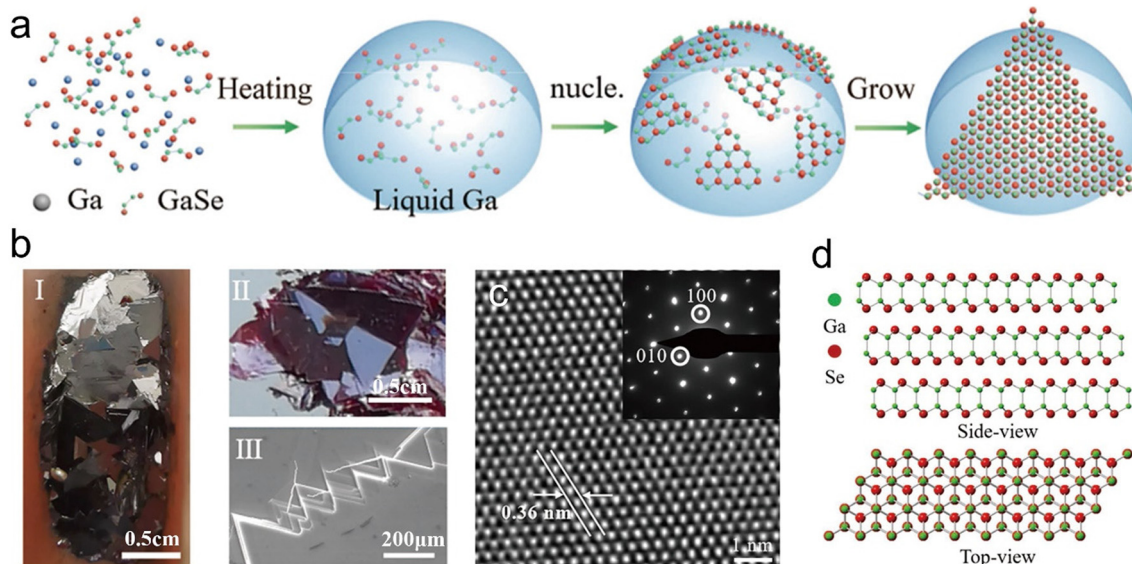 a
Heating
nucle.
Grow
Ga
GaSe
Liquid Ga
b
I
0.5cm
II
0.5cm
III
200μm
c
100
010
0.36 nm
1 nm
d
Ga
Se
Side-view
Top-view